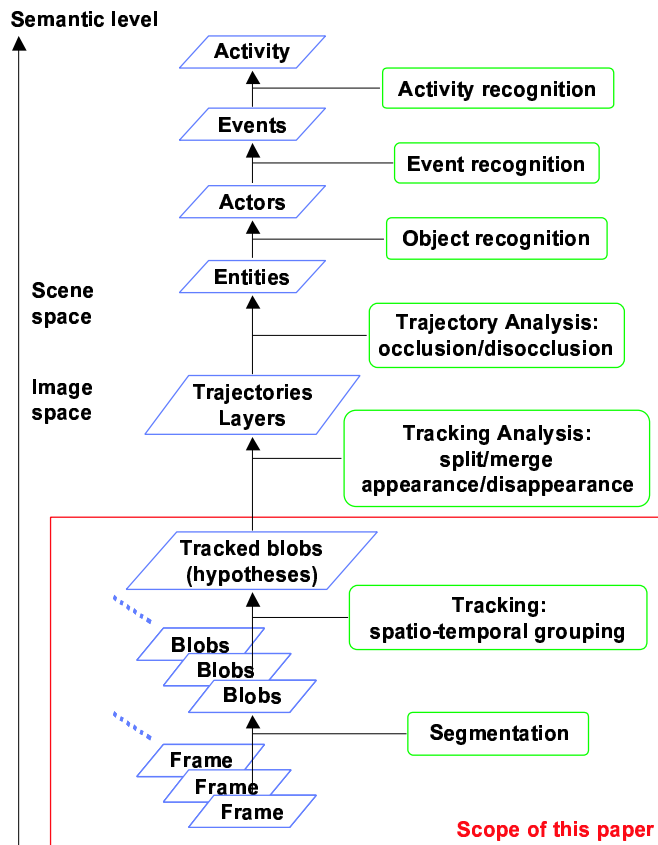 Semantic level
Activity
Activity recognition
Events
Event recognition
Actors
Object recognition
Entities
Scene
space
Trajectory Analysis:
occlusion/disocclusion
Image
space
Trajectories
Layers
Tracking Analysis:
split/merge
appearance/disappearance
Tracked blobs
(hypotheses)
Tracking:
spatio-temporal grouping
Blobs
Blobs
Blobs
Segmentation
Frame
Frame
Frame
Scope of this paper